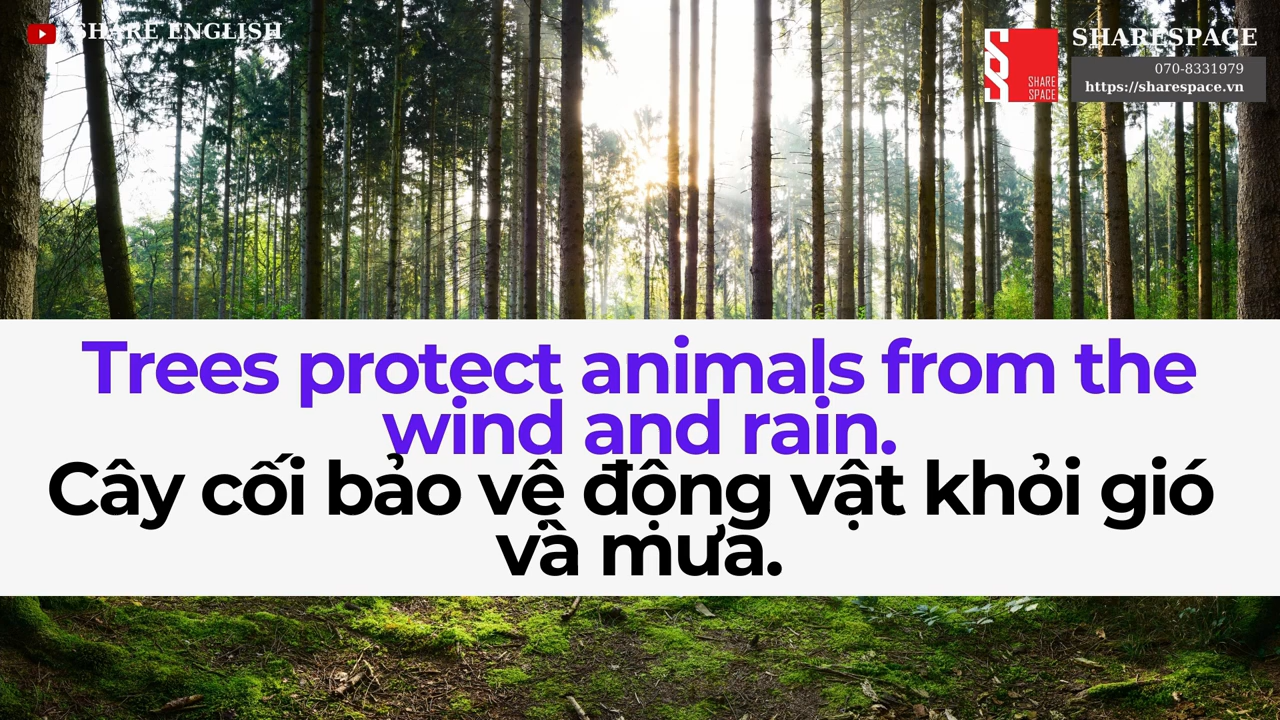 SHARE ENGLISH
SHARESPACE
070-8331979
https://sharespace.vn
SHARE
SPACE
Trees protect animals from the
wind and rain.
Cây cối bảo vệ động vật khỏi gió
và mưa.